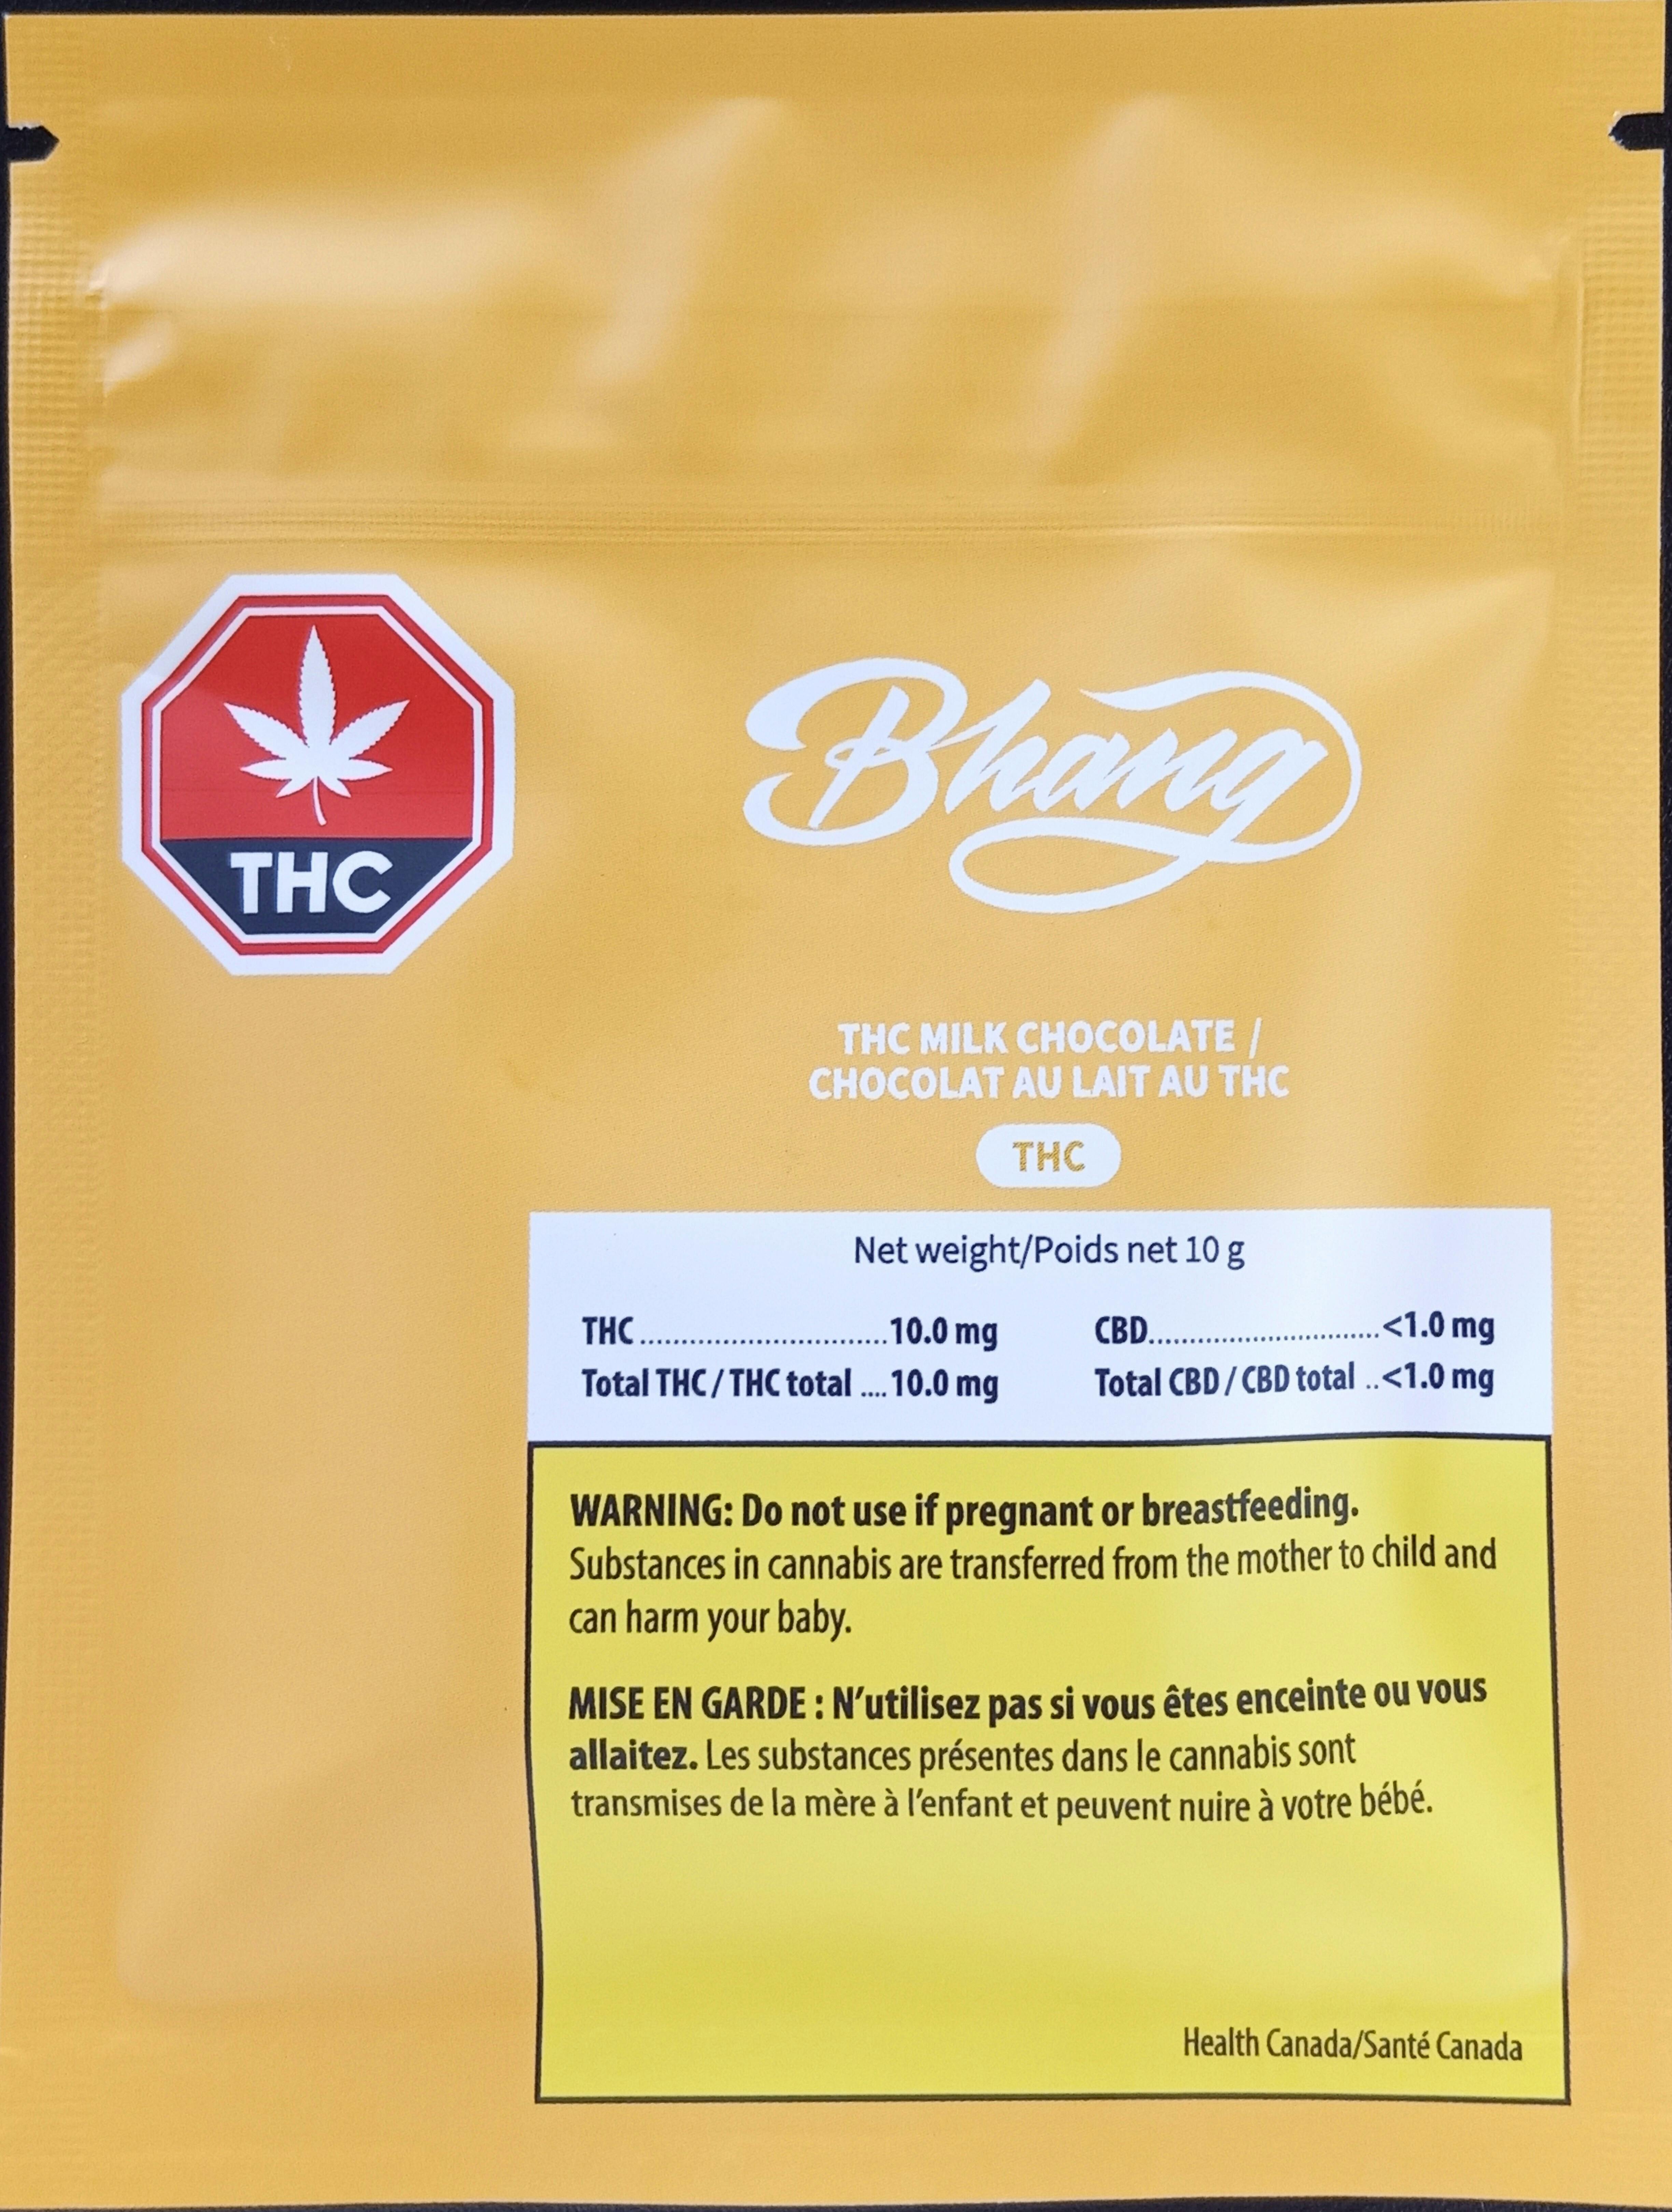 THC
Bhang
THC MILK CHOCOLATE /
CHOCOLAT AU LAIT AU THC
THC
Net weight/Poids net 10 g
THC.............................10.0 mg
Total THC / THC total ....10.0 mg
CBD.............................<1.0 mg
Total CBD / CBD total ..<1.0 mg
WARNING: Do not use if pregnant or breastfeeding.
Substances in cannabis are transferred from the mother to child and
can harm your baby.
MISE EN GARDE : N’utilisez pas si vous êtes enceinte ou vous
allaitez. Les substances présentes dans le cannabis sont
transmises de la mère à l’enfant et peuvent nuire à votre bébé.
Health Canada/Santé Canada